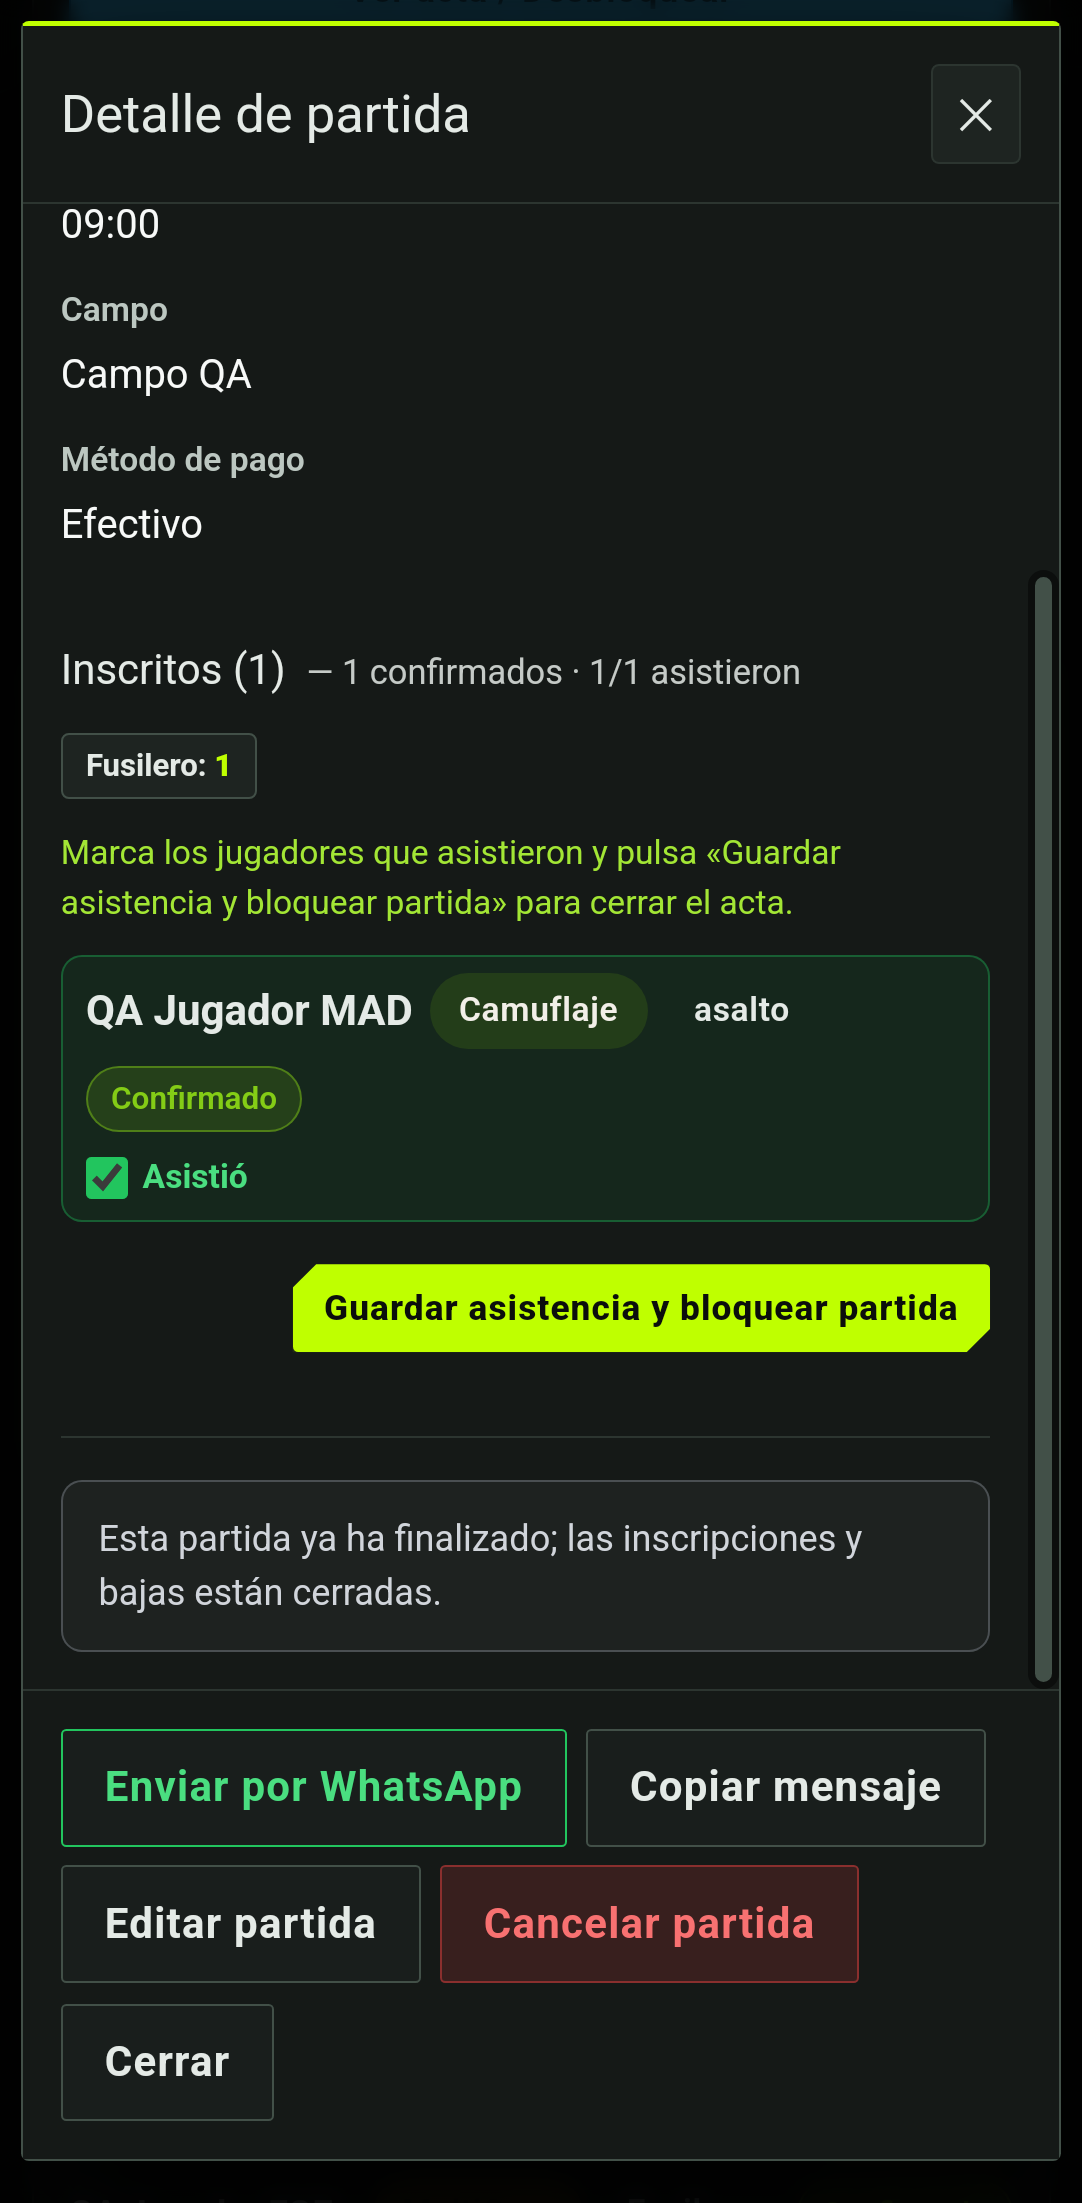 Detalle de partida
09:00
Campo
Campo QA
Método de pago
Efectivo
Inscritos (1) — 1 confirmados · 1/1 asistieron
Fusilero: 1
Marca los jugadores que asistieron y pulsa «Guardar
asistencia y bloquear partida» para cerrar el acta.
QA Jugador MAD Camuflaje asalto
Confirmado
Asistió
Guardar asistencia y bloquear partida
Esta partida ya ha finalizado; las inscripciones y
bajas están cerradas.
Enviar por WhatsApp Copiar mensaje
Editar partida Cancelar partida
Cerrar